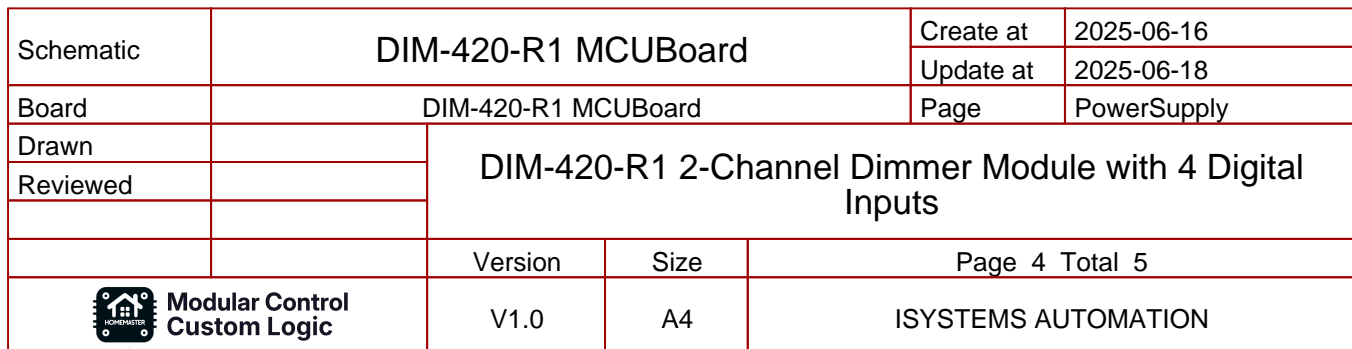 Schematic
DIM-420-R1 MCUBoard
Create at
2025-06-16
Update at
2025-06-18
Board
DIM-420-R1 MCUBoard
Page
PowerSupply
Drawn
DIM-420-R1 2-Channel Dimmer Module with 4 Digital
Inputs
Reviewed
Version
Size
Page 4 Total 5
HOMEMASTER
Modular Control
Custom Logic
V1.0
A4
ISYSTEMS AUTOMATION